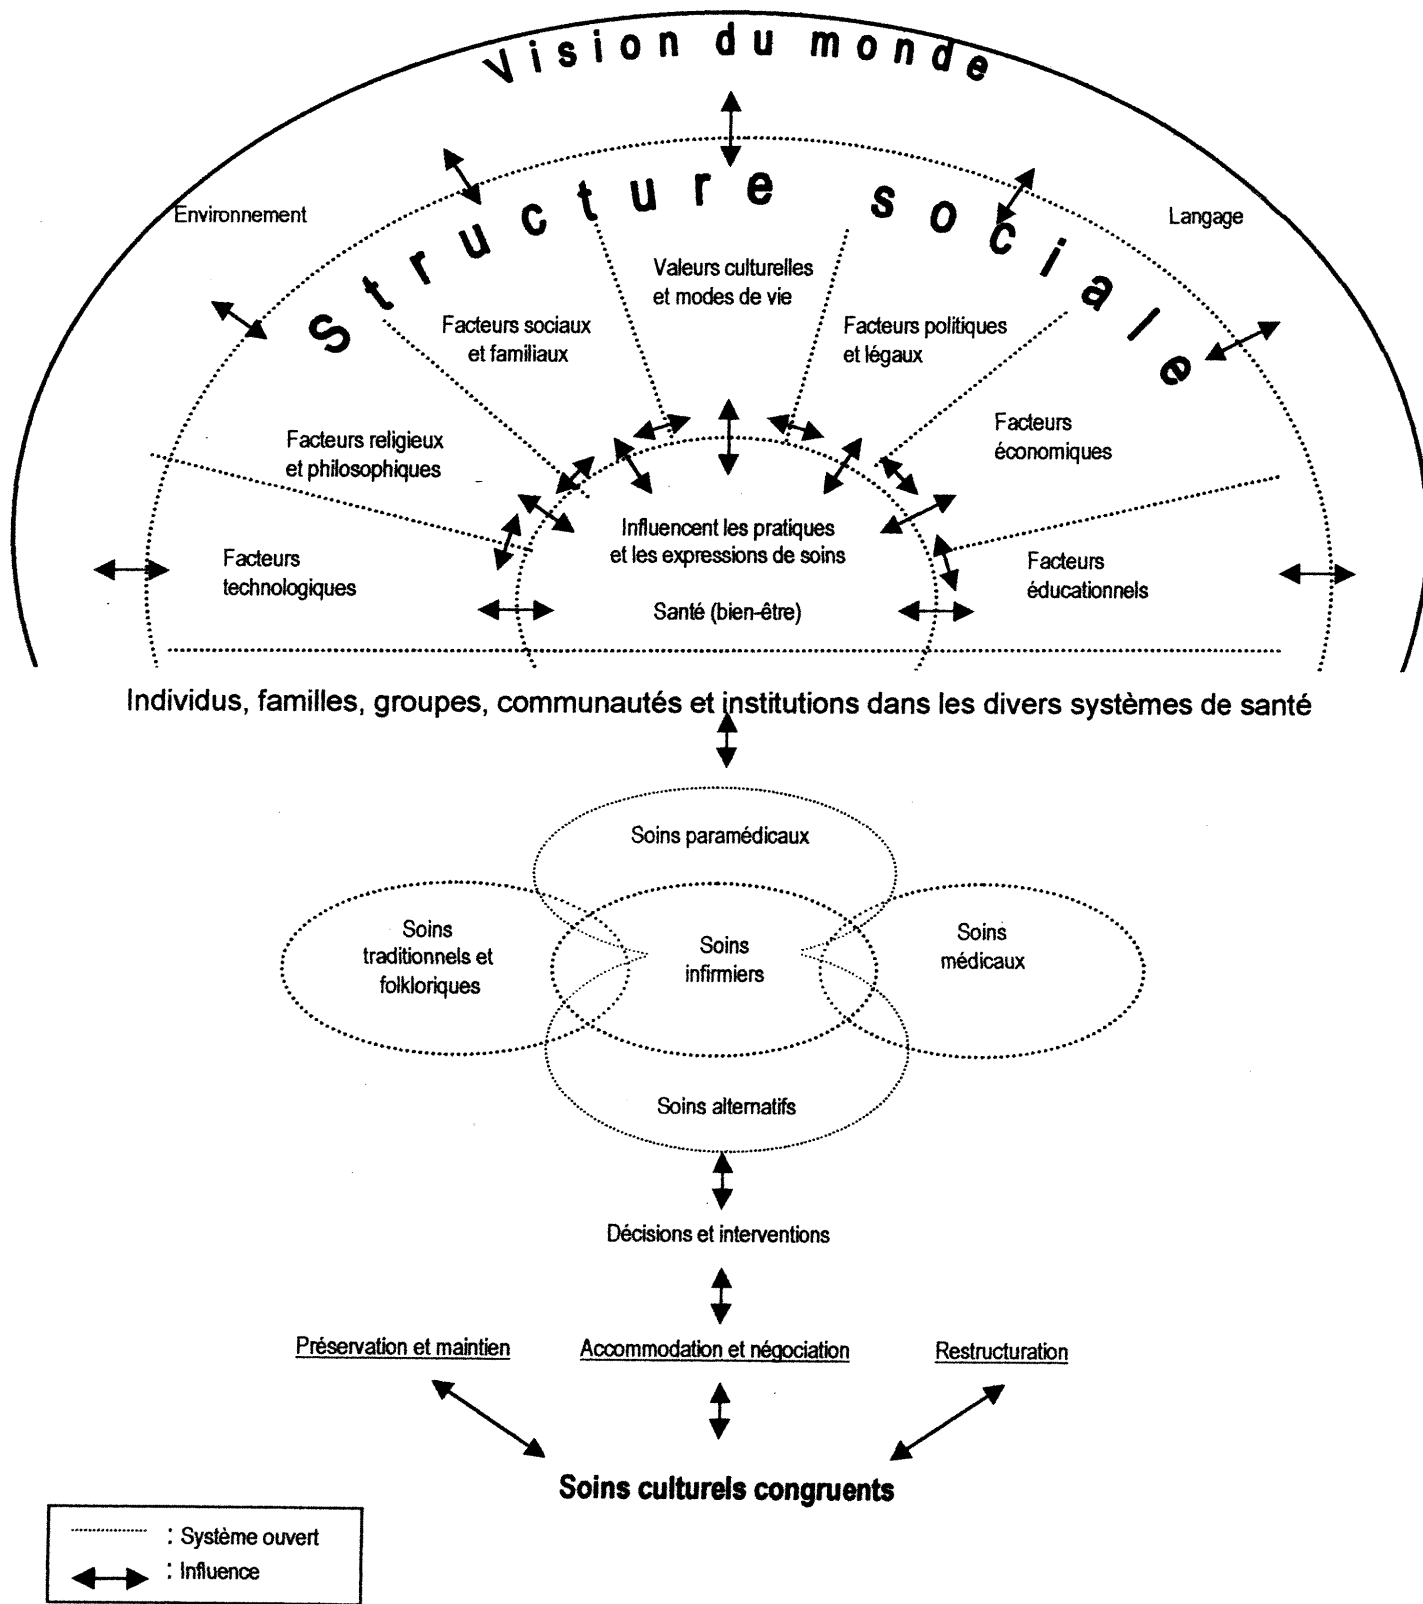 Vision du monde
Structure sociale
Environnement
Langage
Valeurs culturelles
et modes de vie
Facteurs sociaux
et familiaux
Facteurs politiques
et légaux
Facteurs religieux
et philosophiques
Facteurs
économiques
Facteurs
technologiques
Facteurs
éducationnels
Influencent les pratiques
et les expressions de soins
Santé (bien-être)
Individus, familles, groupes, communautés et institutions dans les divers systèmes de santé
Soins paramédicaux
Soins
traditionnels et
folkloriques
Soins
infirmiers
Soins
médicaux
Soins alternatifs
Décisions et interventions
Préservation et maintien
Accommodation et négociation
Restructuration
Soins culturels congruents
: Système ouvert
: Influence